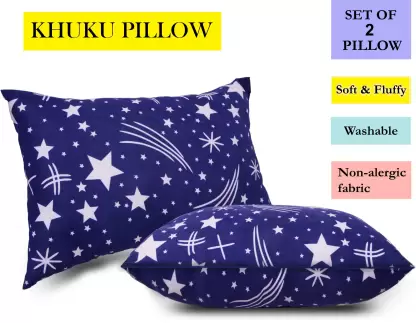 KHUKU PILLOW
SET OF
2
PILLOW
Soft & Fluffy
Washable
Non-alergic
fabric